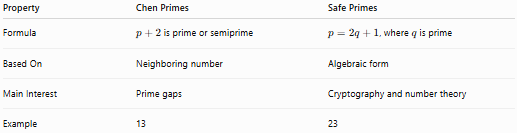 Property Chen Primes Safe Primes
Formula p + 2 is prime or semiprime p = 2q + 1, where q is prime
Based On Neighboring number Algebraic form
Main Interest Prime gaps Cryptography and number theory
Example 13 23